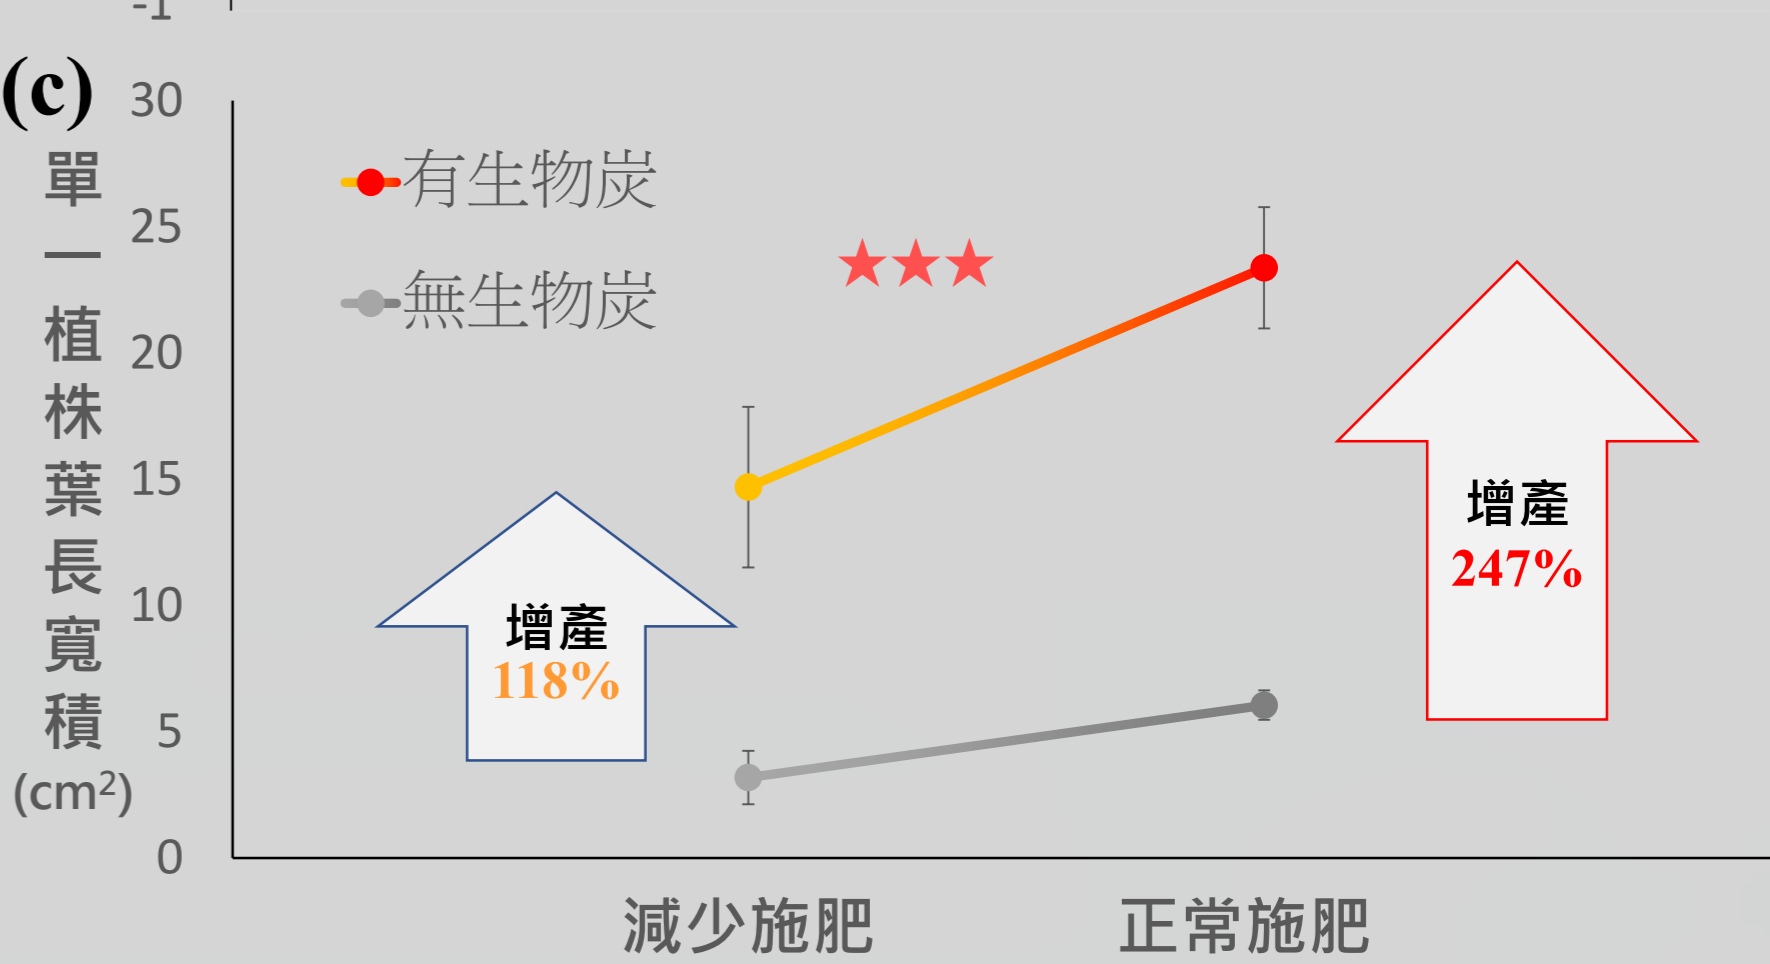 -1
(c)
單一植株葉長寬積
(cm²)
30
25
20
15
10
5
0
有生物炭
無生物炭
★★★
增產
118%
增產
247%
減少施肥
正常施肥